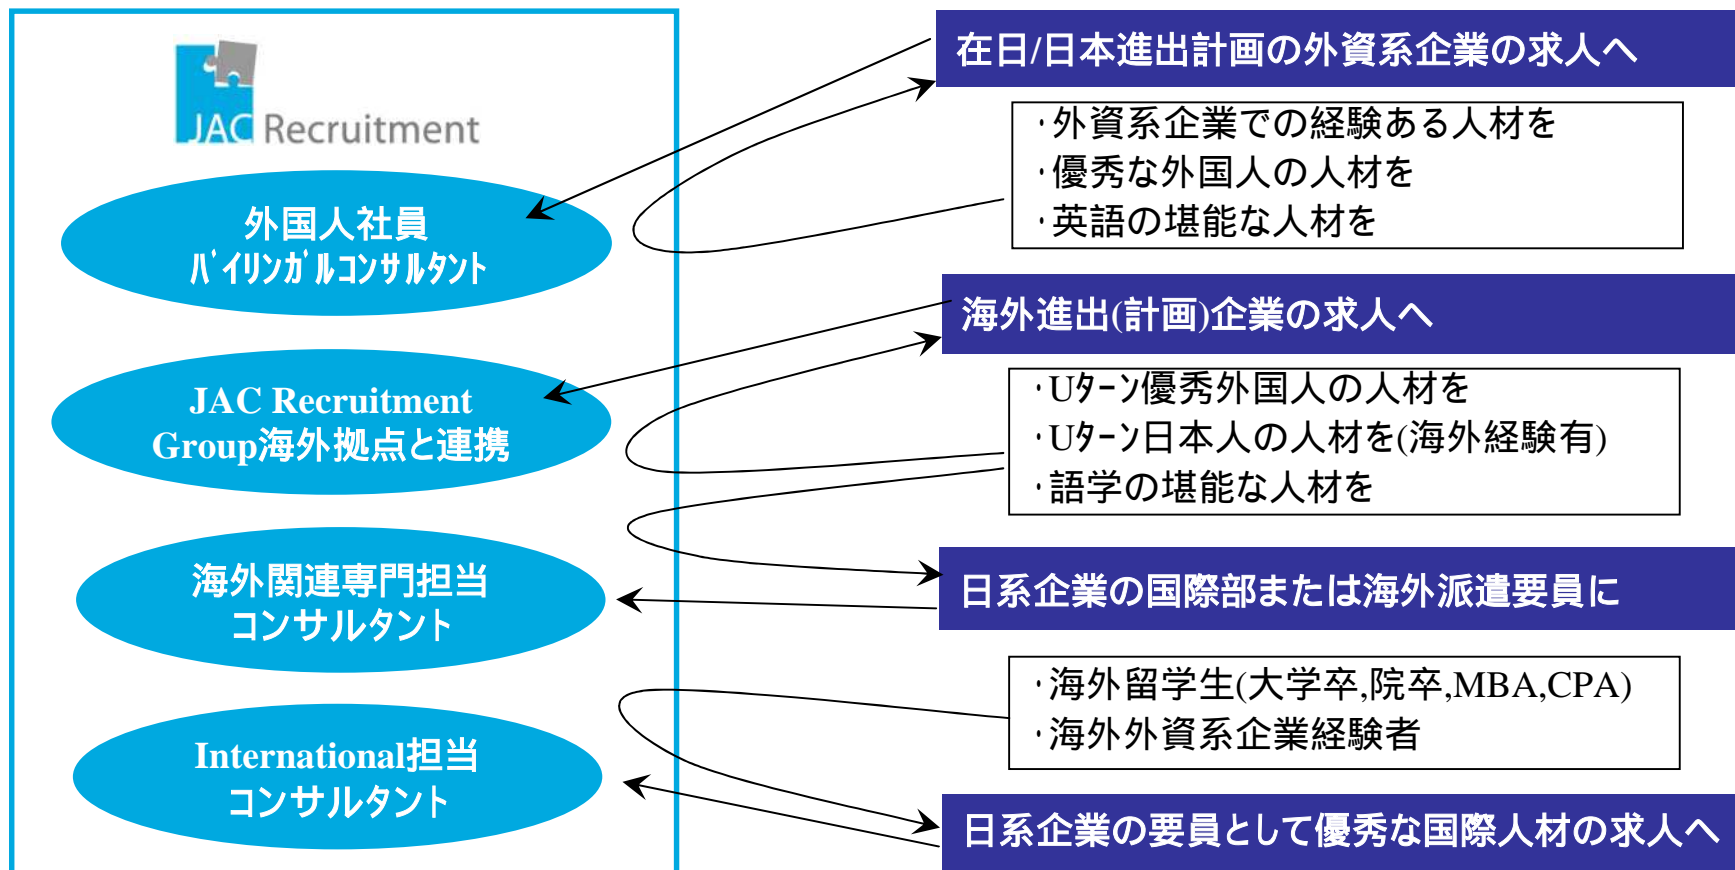 JAC Recruitment
外国人社員
ﾊﾞｲﾘﾝｶﾞﾙコンサルタント
JAC Recruitment
Group海外拠点と連携
海外関連専門担当
コンサルタント
International担当
コンサルタント
在日/日本進出計画の外資系企業の求人へ
・外資系企業での経験ある人材を
・優秀な外国人の人材を
・英語の堪能な人材を
海外進出(計画)企業の求人へ
・Uﾀｰﾝ優秀外国人の人材を
・Uﾀｰﾝ日本人の人材を(海外経験有)
・語学の堪能な人材を
日系企業の国際部または海外派遣要員に
・海外留学生(大学卒,院卒,MBA,CPA)
・海外外資系企業経験者
日系企業の要員として優秀な国際人材の求人へ